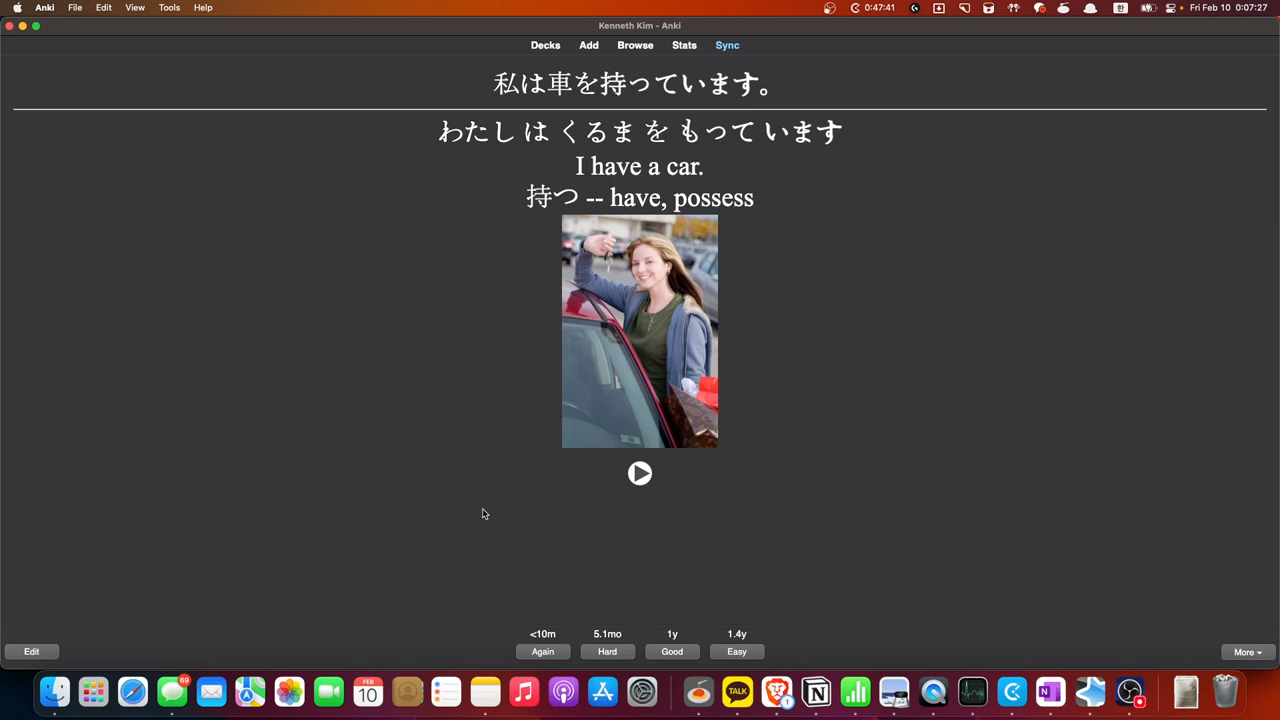 Anki File Edit View Tools Help 0:47:41 한 Fri Feb 10 0:07:27
Kenneth Kim - Anki
Decks Add Browse Stats Sync
私は車を持っています。
わたし は くるま を もって います
I have a car.
持つ -- have, possess
<10m 5.1mo 1y 1.4y
Edit Again Hard Good Easy More
69 FEB 10 TALK 1 N N